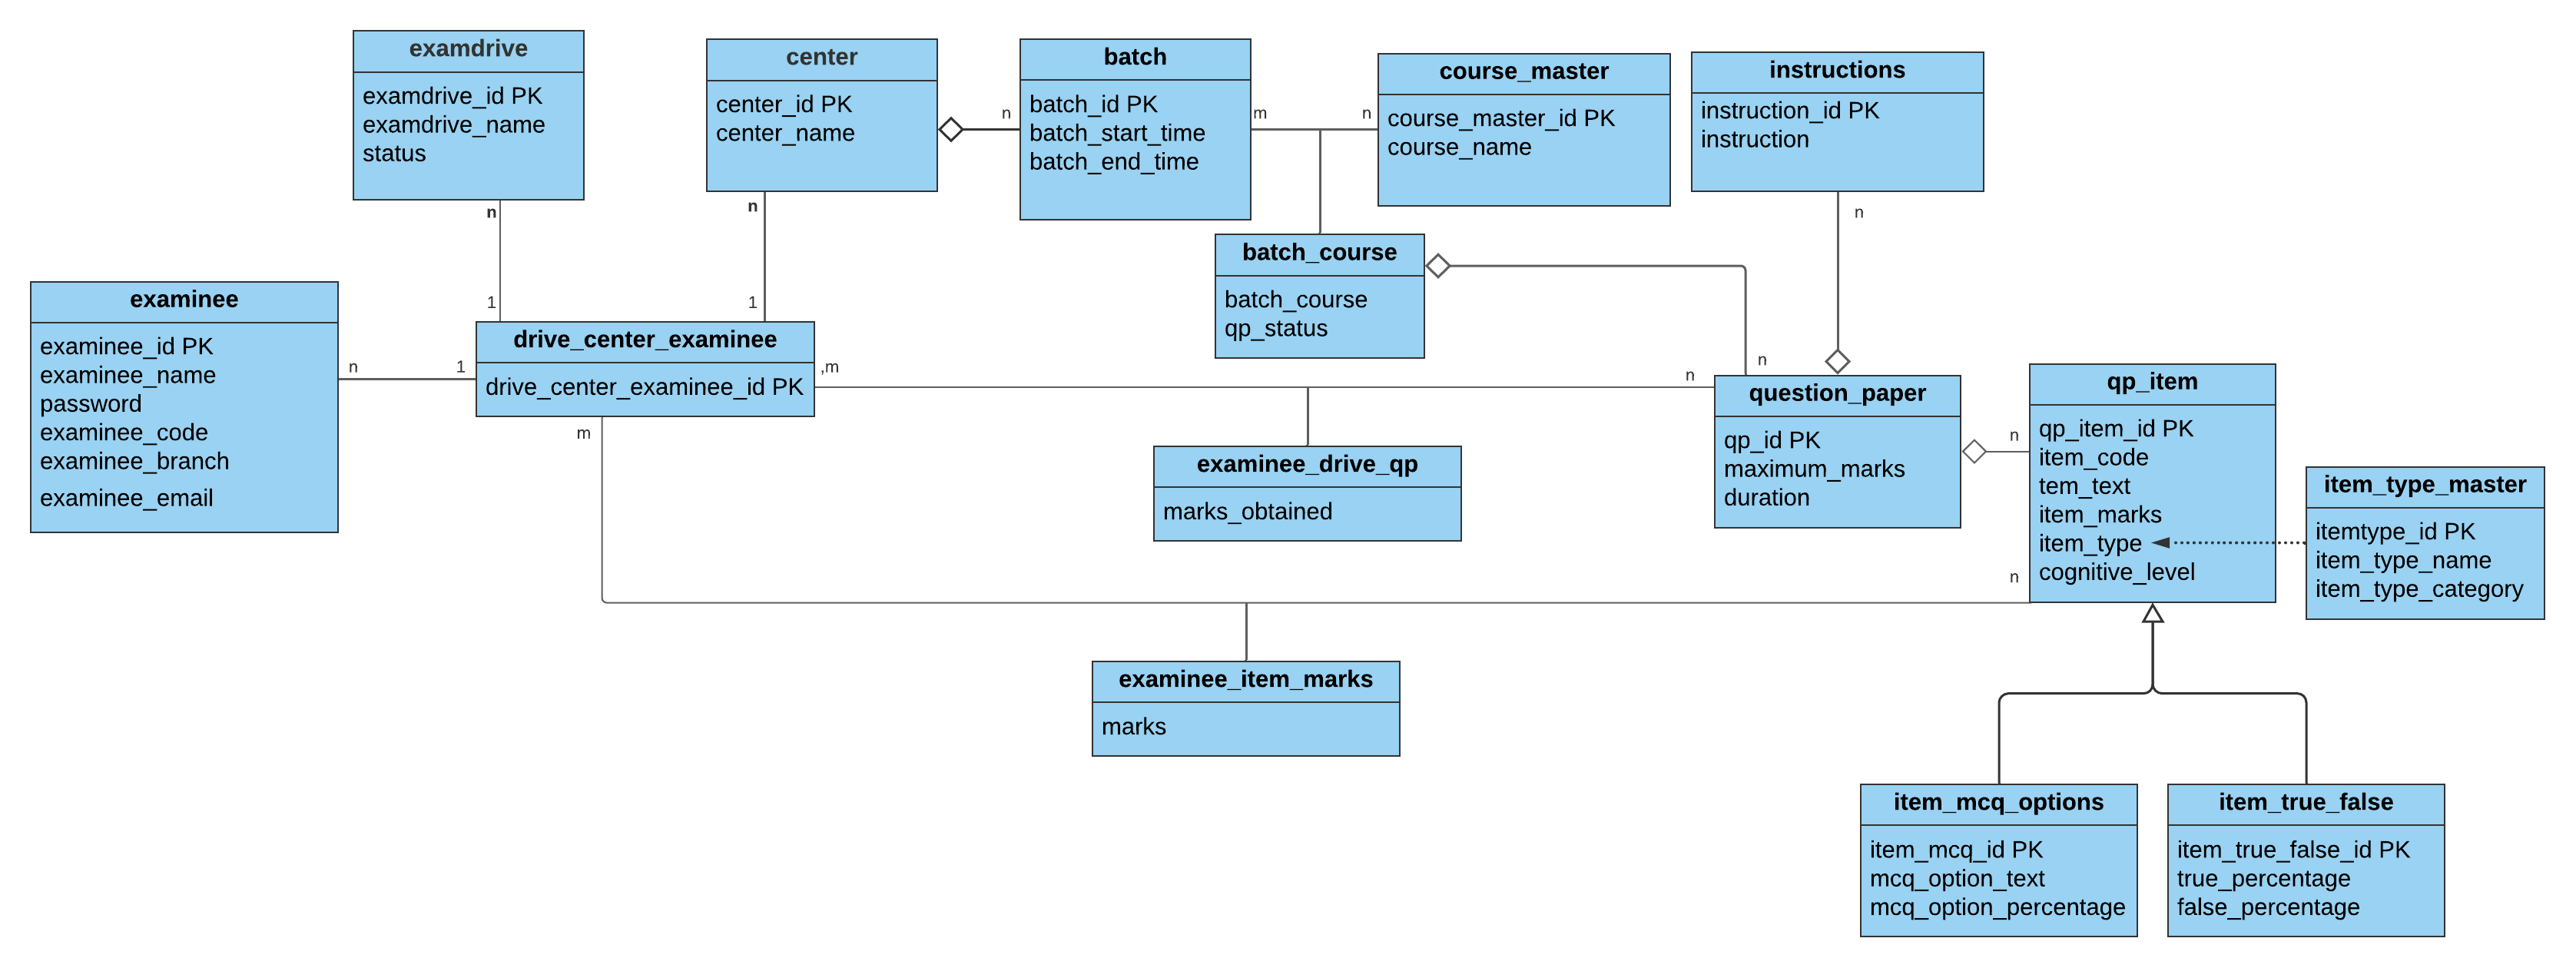 examdrive
examdrive_id PK
examdrive_name
status
center
center_id PK
center_name
batch
batch_id PK
batch_start_time
batch_end_time
course_master
course_master_id PK
course_name
instructions
instruction_id PK
instruction
n
m
n
n
n
n
1
1
batch_course
batch_course
qp_status
examinee
examinee_id PK
examinee_name
password
examinee_code
examinee_branch
examinee_email
n
1
drive_center_examinee
drive_center_examinee_id PK
,m
m
n
n
question_paper
qp_id PK
maximum_marks
duration
n
qp_item
qp_item_id PK
item_code
tem_text
item_marks
item_type
cognitive_level
n
item_type_master
itemtype_id PK
item_type_name
item_type_category
examinee_drive_qp
marks_obtained
examinee_item_marks
marks
item_mcq_options
item_mcq_id PK
mcq_option_text
mcq_option_percentage
item_true_false
item_true_false_id PK
true_percentage
false_percentage